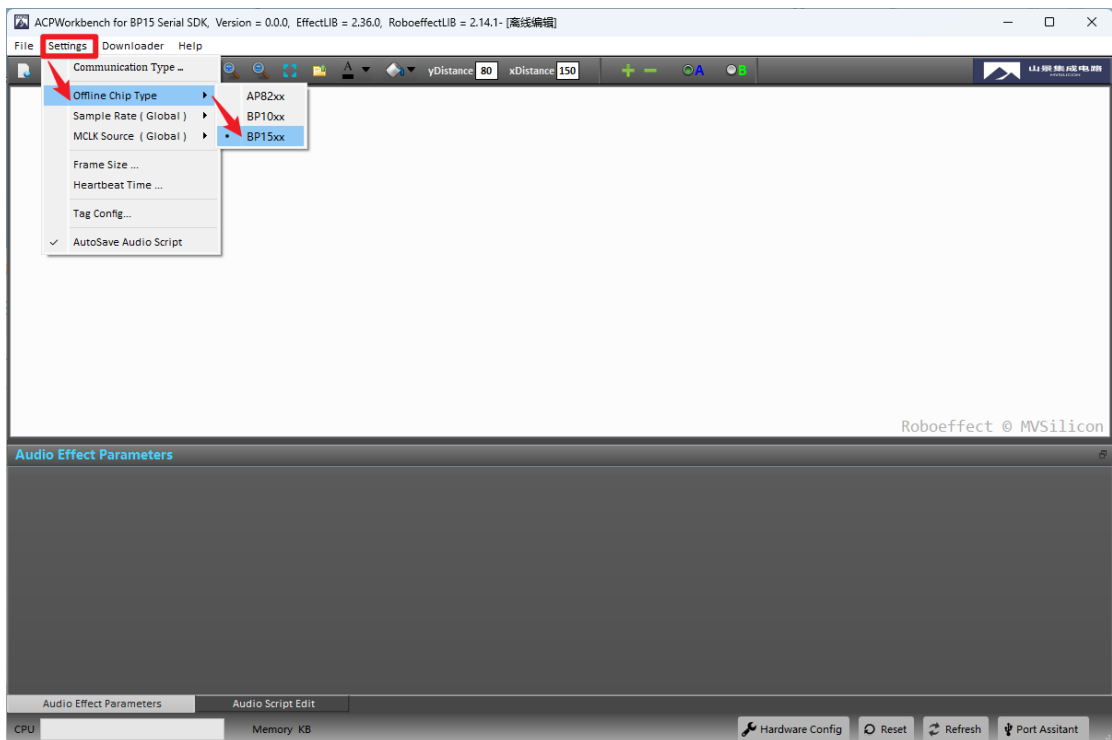 ACPWorkbench for BP15 Serial SDK, Version = 0.0.0, EffectLIB = 2.36.0, RoboeffectLIB = 2.14.1- [离线编辑]
File Settings Downloader Help
Communication Type ...
A yDistance 80 xDistance 150 A B 山景集成电路
MVSILICON
Offline Chip Type AP82xx
Sample Rate ( Global ) BP10xx
MCLK Source ( Global ) BP15xx
Frame Size ...
Heartbeat Time ...
Tag Config...
AutoSave Audio Script
Roboeffect © MVSilicon
Audio Effect Parameters
Audio Effect Parameters Audio Script Edit
CPU Memory KB Hardware Config Reset Refresh Port Assitant